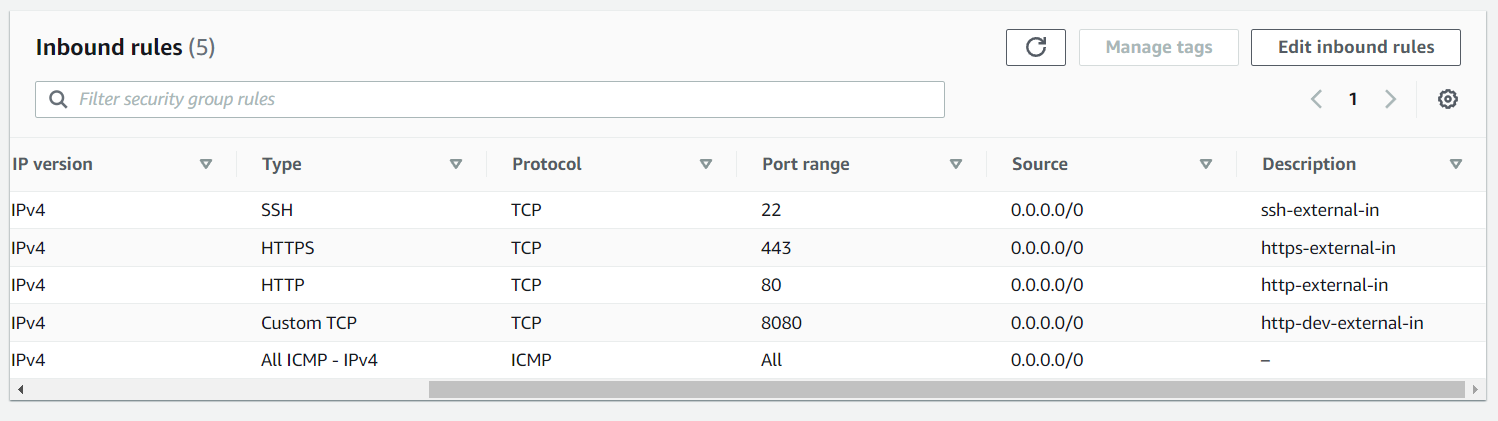 Inbound rules (5)
Manage tags
Edit inbound rules
Filter security group rules
1
IP version Type Protocol Port range Source Description
IPv4 SSH TCP 22 0.0.0.0/0 ssh-external-in
IPv4 HTTPS TCP 443 0.0.0.0/0 https-external-in
IPv4 HTTP TCP 80 0.0.0.0/0 http-external-in
IPv4 Custom TCP TCP 8080 0.0.0.0/0 http-dev-external-in
IPv4 All ICMP - IPv4 ICMP All 0.0.0.0/0 –